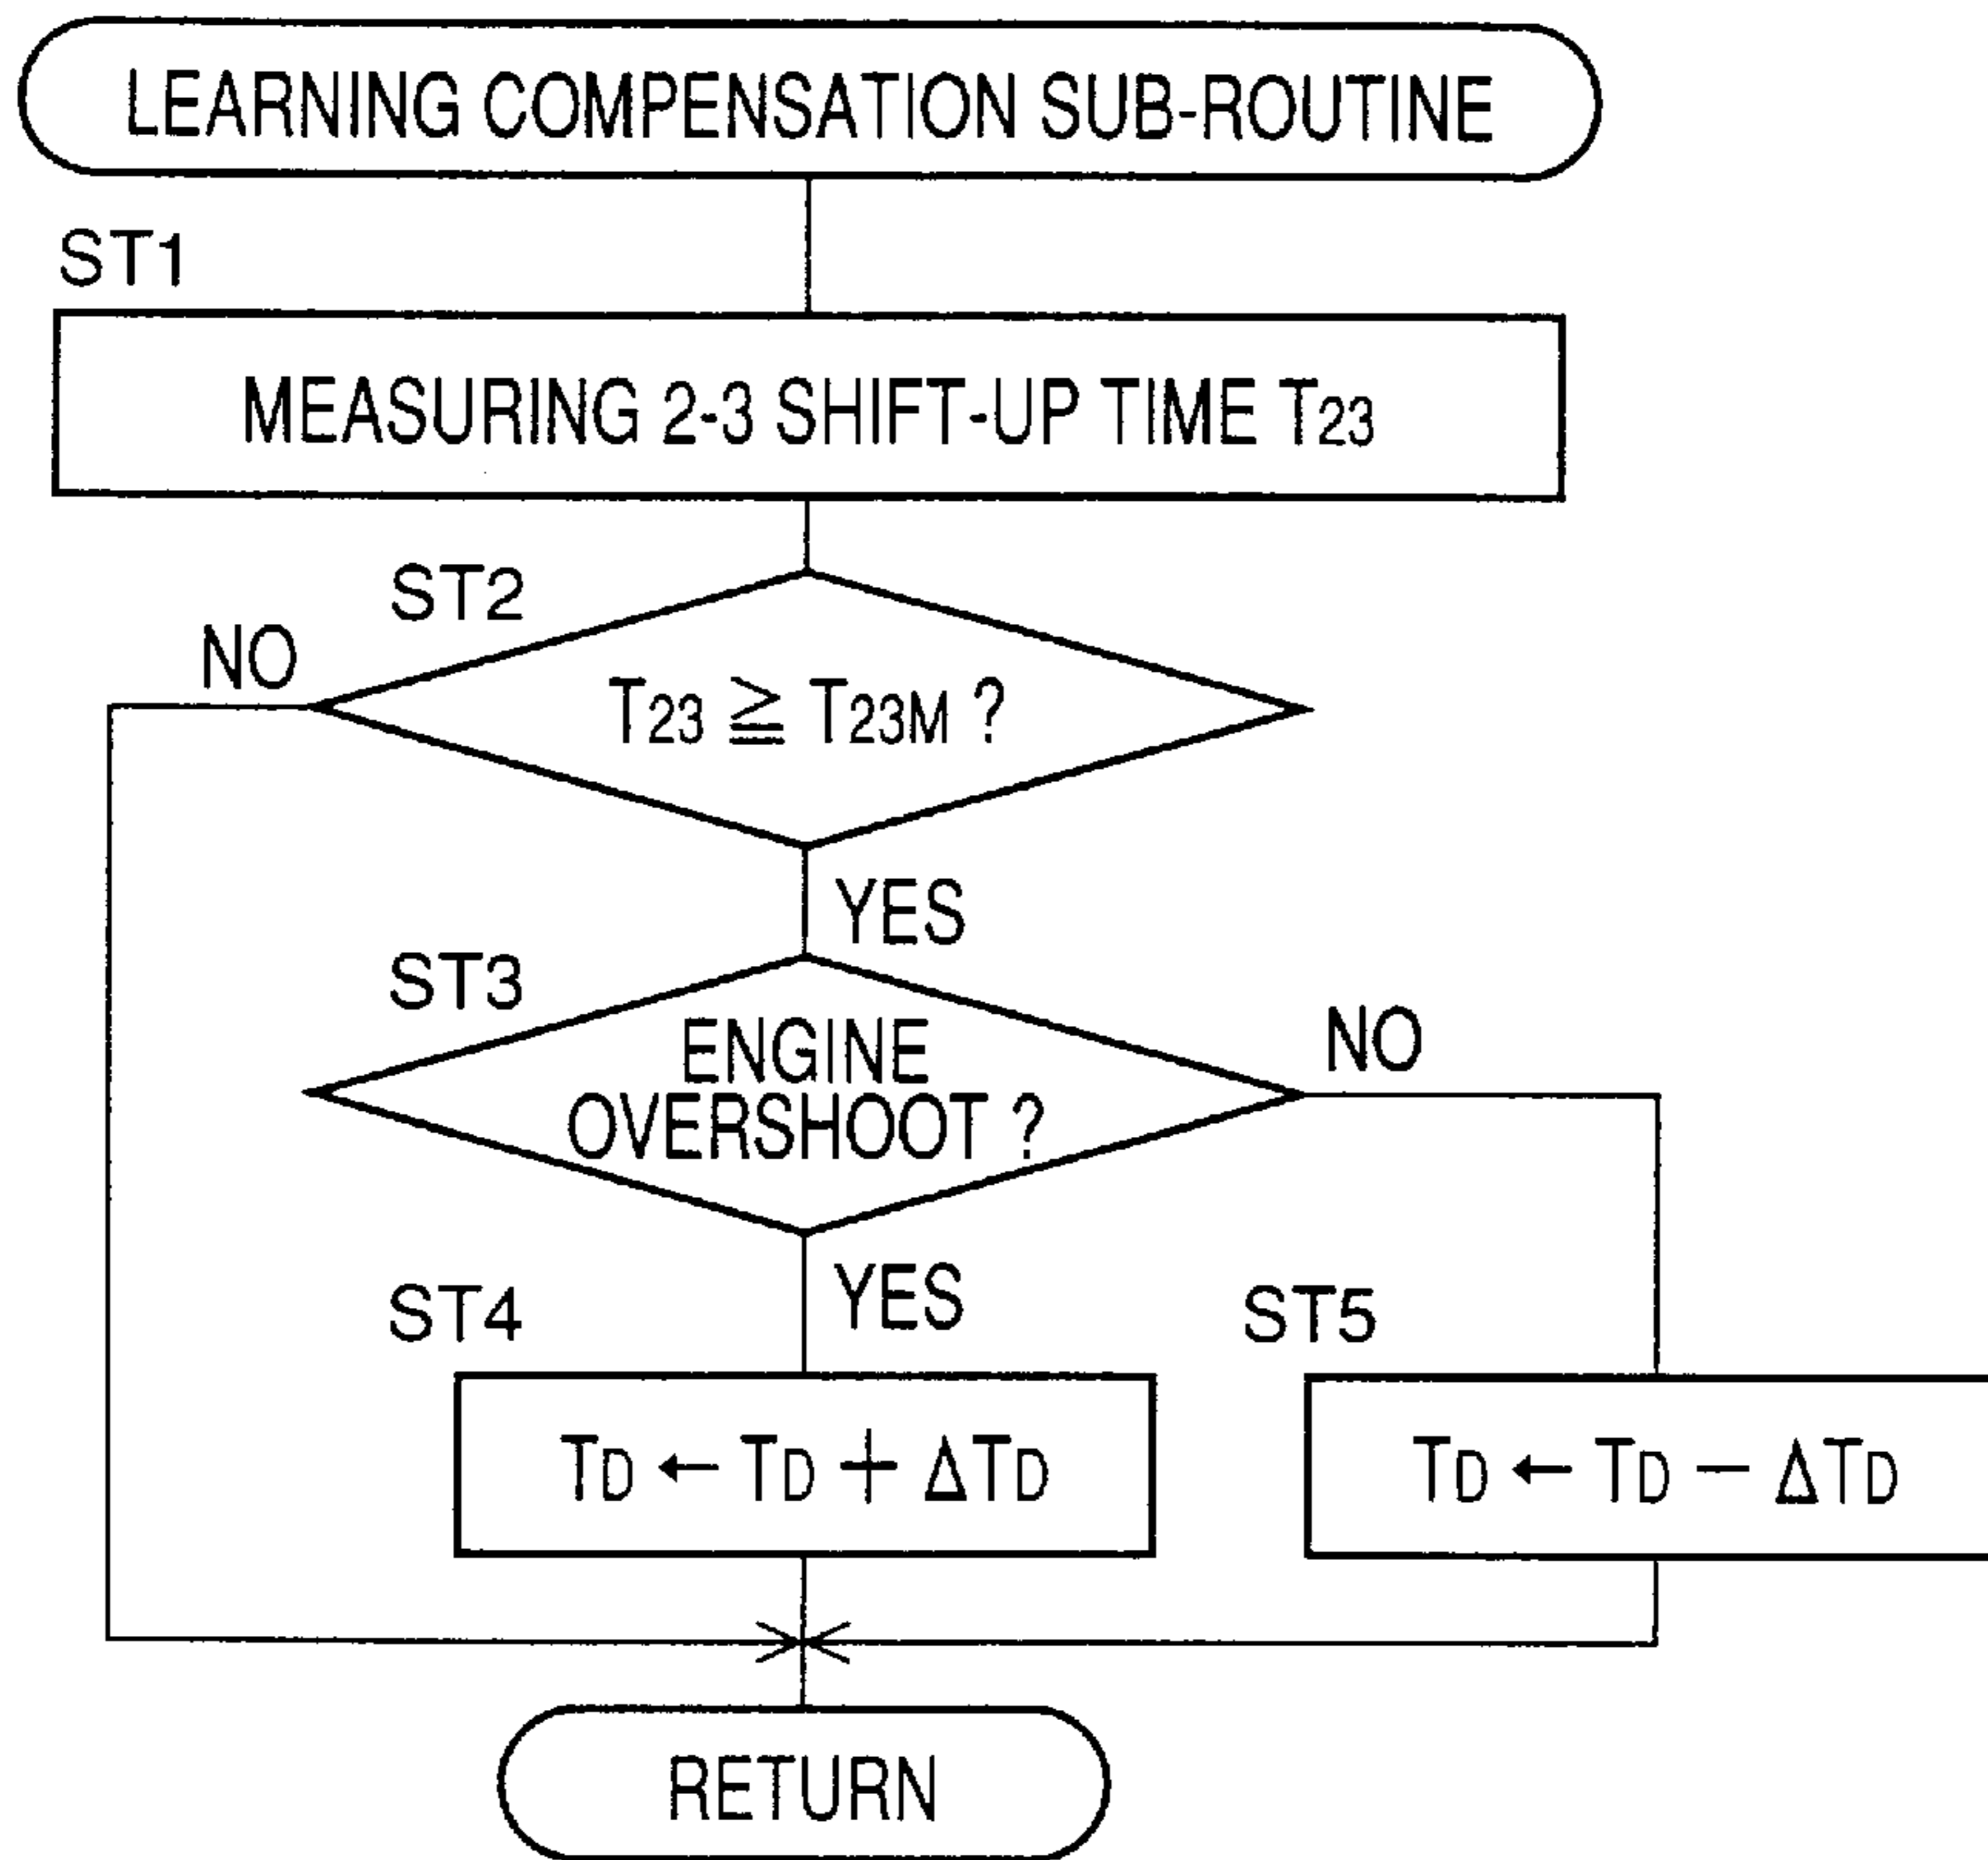 LEARNING COMPENSATION SUB-ROUTINE
ST1
MEASURING 2-3 SHIFT-UP TIME T23
ST2
NO
T23 ≧ T23M ?
YES
ST3
ENGINE
OVERSHOOT ?
NO
YES
ST4
ST5
TD ← TD + ΔTD
TD ← TD − ΔTD
RETURN